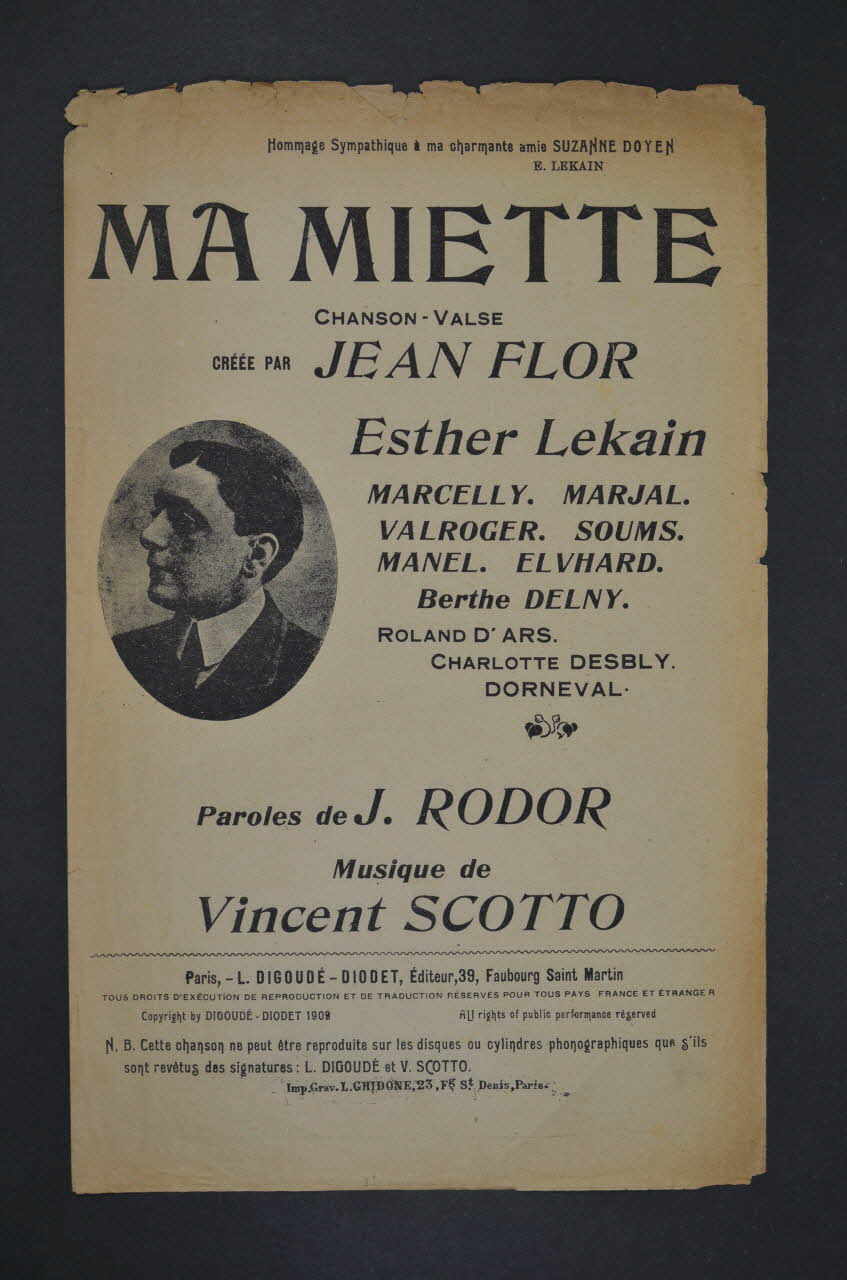 Hommage Sympathique à ma charmante amie SUZANNE DOYEN
E. LEKAIN
MA MIETTE
CHANSON-VALSE
CRÉÉE PAR JEAN FLOR
Esther Lekain
MARCELLY. MARJAL.
VALROGER. SOUMS.
MANEL. ELVHARD.
Berthe DELNY.
ROLAND D'ARS.
CHARLOTTE DESBLY.
DORNEVAL.
Paroles de J. RODOR
Musique de
Vincent SCOTTO
Paris, - L. DIGOUDÉ - DIODET, Éditeur, 39, Faubourg Saint Martin
TOUS DROITS D'EXÉCUTION DE REPRODUCTION ET DE TRADUCTION RÉSERVÉS POUR TOUS PAYS FRANCE ET ÉTRANGER
Copyright by DIGOUDÉ - DIODET 1909 All rights of public performance réserved
N. B. Cette chanson ne peut être reproduite sur les disques ou cylindres phonographiques que s'ils
sont revêtus des signatures : L. DIGOUDÈ et V. SCOTTO.
Imp. Grav. L. GHIDONE, 23, Fg St Denis, Paris.